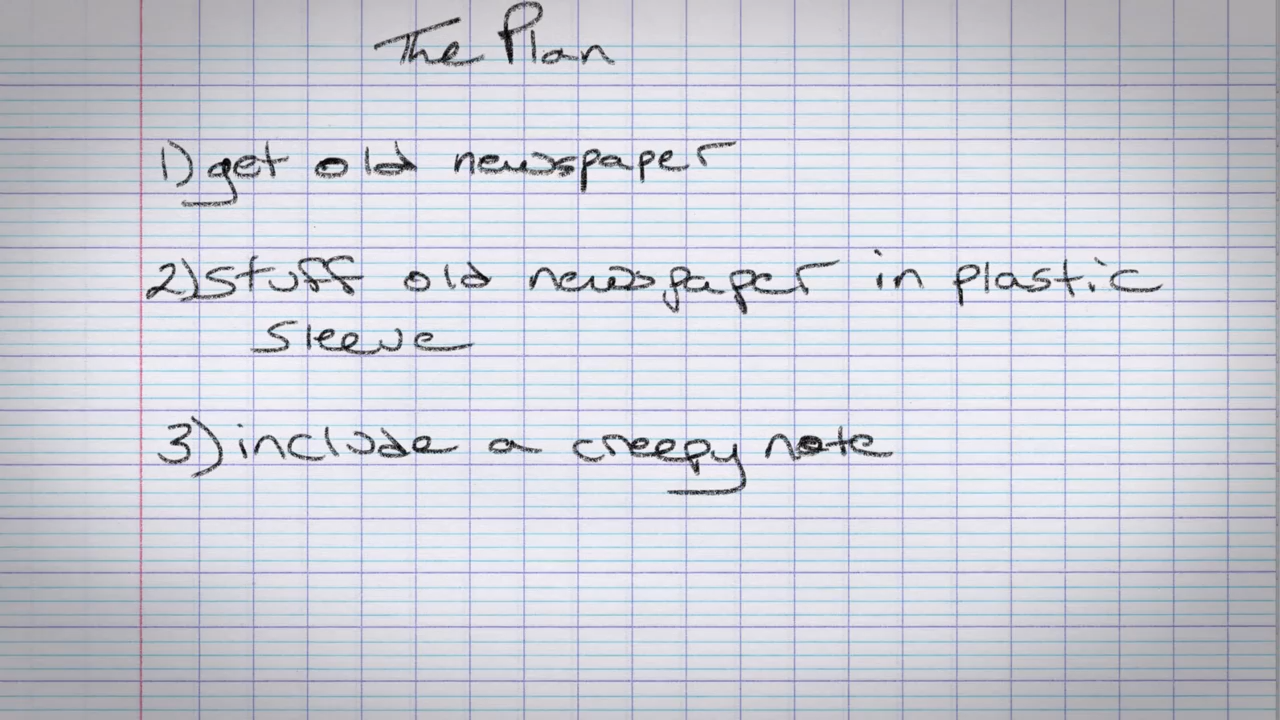 The Plan
1) get old newspaper
2) stuff old newspaper in plastic
sleeve
3) include a creepy note